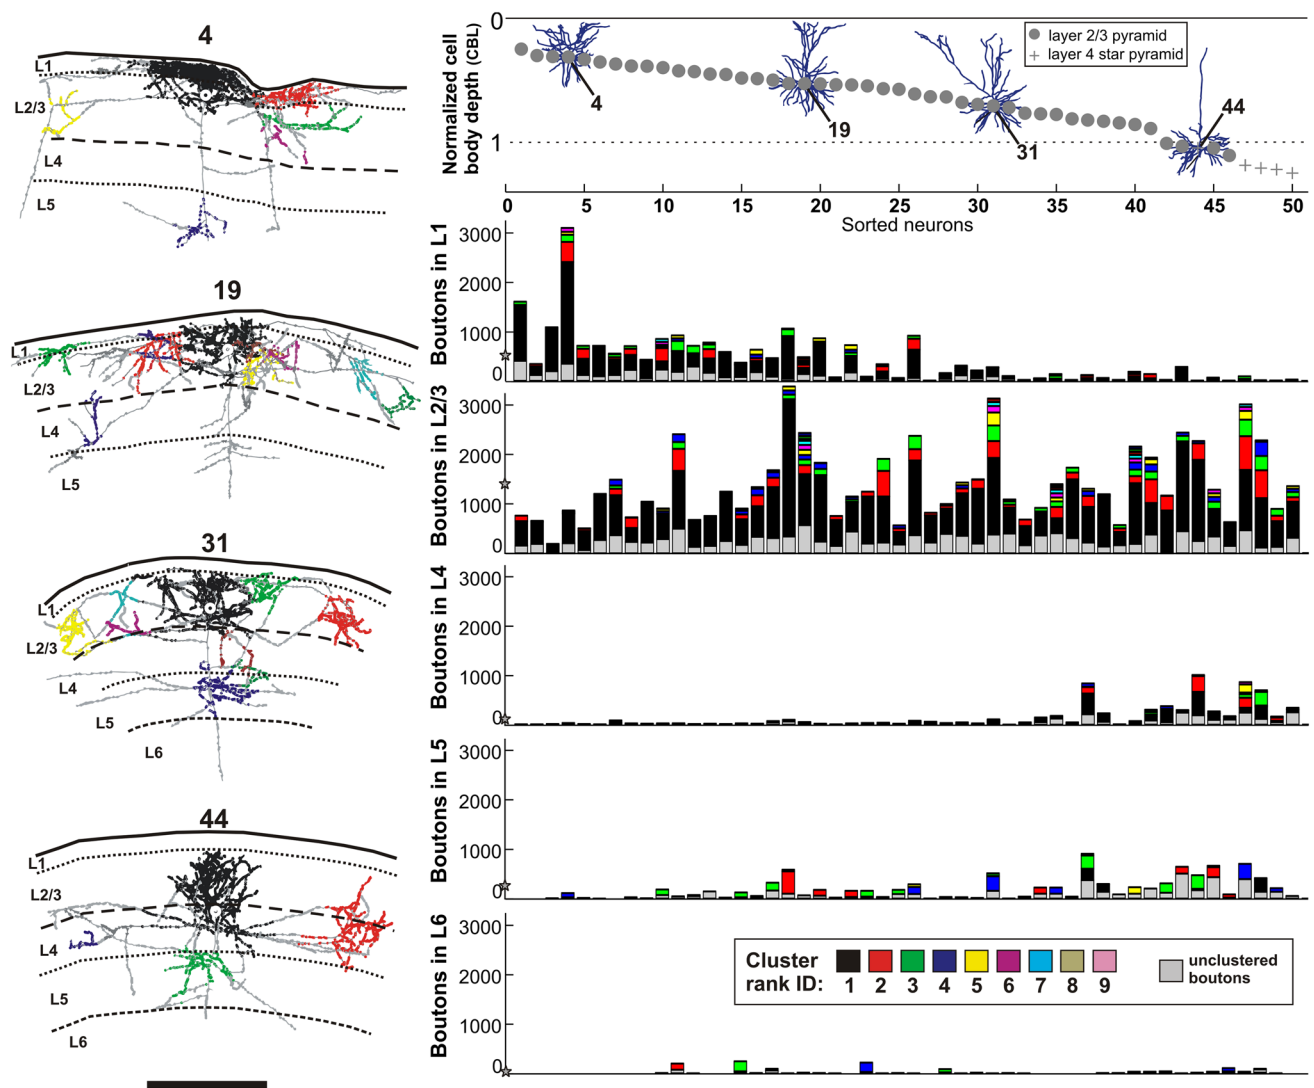 4
L1
L2/3
L4
L5
19
L1
L2/3
L4
L5
31
L1
L2/3
L4
L5
L6
44
L1
L2/3
L4
L5
L6
Normalized cell
body depth (CBL)
0
1
layer 2/3 pyramid
layer 4 star pyramid
4
19
31
44
0 5 10 15 20 25 30 35 40 45 50
Sorted neurons
Boutons in L1
3000
2000
1000
0
Boutons in L2/3
3000
2000
1000
0
Boutons in L4
3000
2000
1000
0
Boutons in L5
3000
2000
1000
0
Boutons in L6
3000
2000
1000
0
Cluster
rank ID:
1 2 3 4 5 6 7 8 9
unclustered
boutons